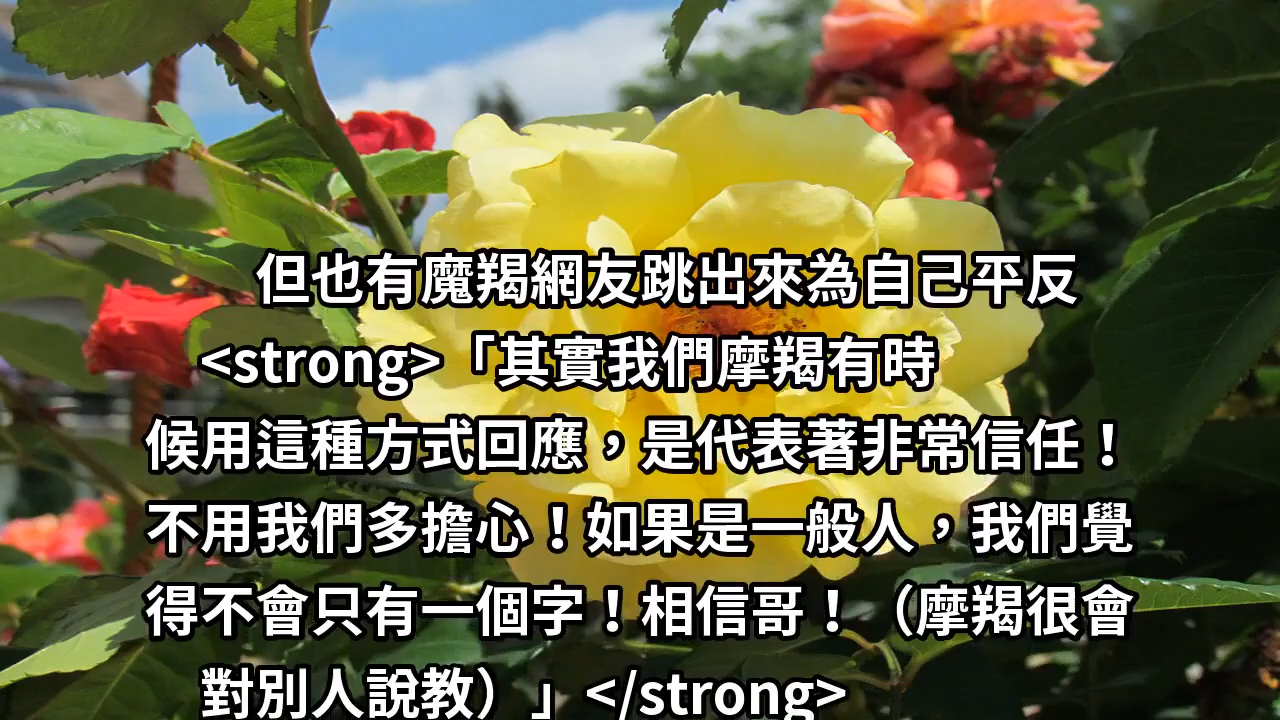 但也有魔羯網友跳出來為自己平反
<strong>「其實我們摩羯有時
候用這種方式回應，是代表著非常信任！
不用我們多擔心！如果是一般人，我們覺
得不會只有一個字！相信哥！（摩羯很會
對別人說教）」</strong>